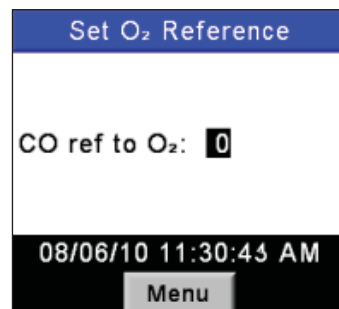 Set O₂ Reference
CO ref to O₂: 0
08/06/10 11:30:43 AM
Menu